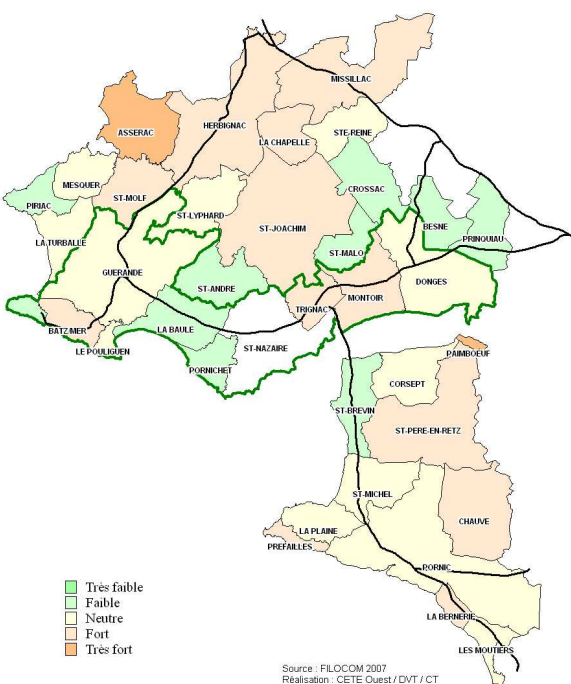 MISSILLAC
ASSERAC
HERBIGNAC
STE-REINE
LA CHAPELLE
MESQUER
CROSSAC
PIRIAC
ST-MOLF
ST-LYPHARD
BESNE
ST-JOACHIM
PRINQUIAU
LA TURBALLE
ST-MALO
GUERANDE
ST-ANDRE
DONGES
MONTOIR
TRIGNAC
BATZ/MER
LA BAULE
LE POULIGUEN
ST-NAZAIRE
PORNICHET
PAIMBOEUF
CORSEPT
ST-BREVIN
ST-PERE-EN-RETZ
ST-MICHEL
CHAUVE
LA PLAINE
PREFAILLES
PORNIC
LA BERNERIE
LES MOUTIERS
Très faible
Faible
Neutre
Fort
Très fort
Source : FILOCOM 2007
Réalisation : CETE Ouest / DVT / CT